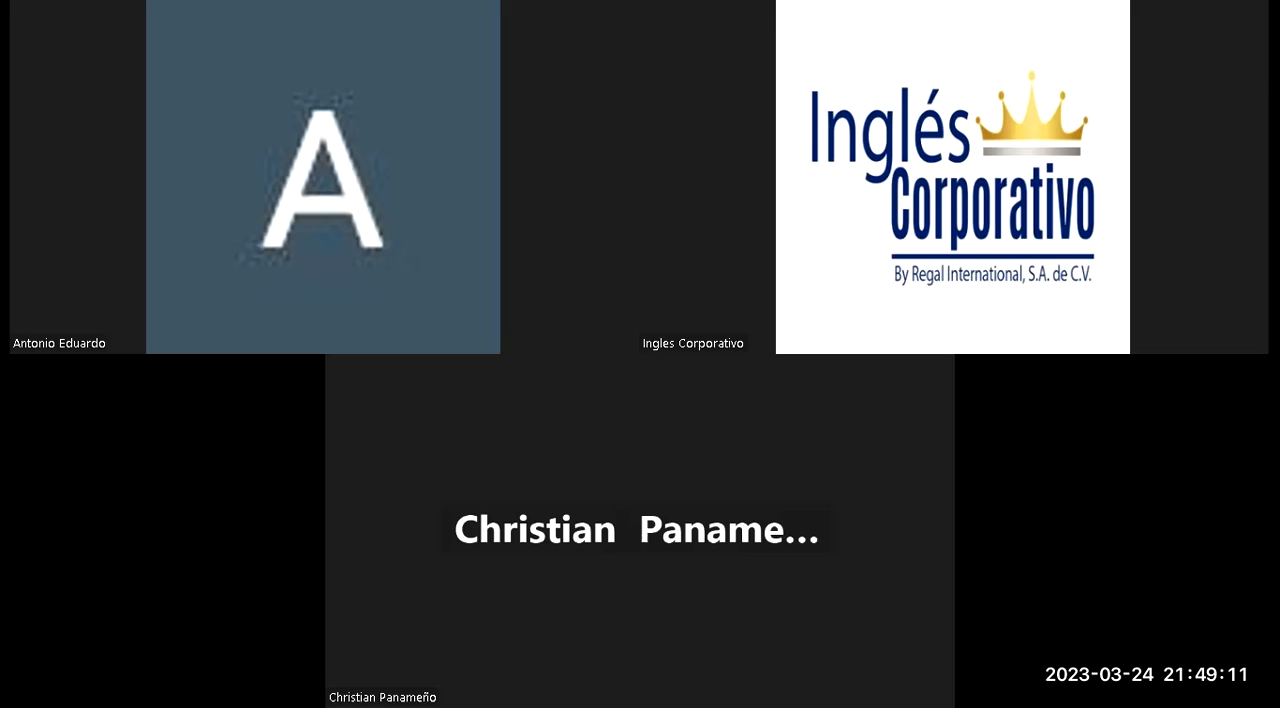 A
Antonio Eduardo
Inglés
Corporativo
By Regal International, S.A. de C.V.
Ingles Corporativo
Christian Paname...
Christian Panameño
2023-03-24 21:49:11